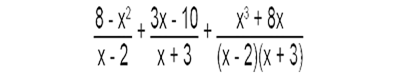 (8 - x²)/(x - 2) + (3x - 10)/(x + 3) + (x³ + 8x)/((x - 2)(x + 3))